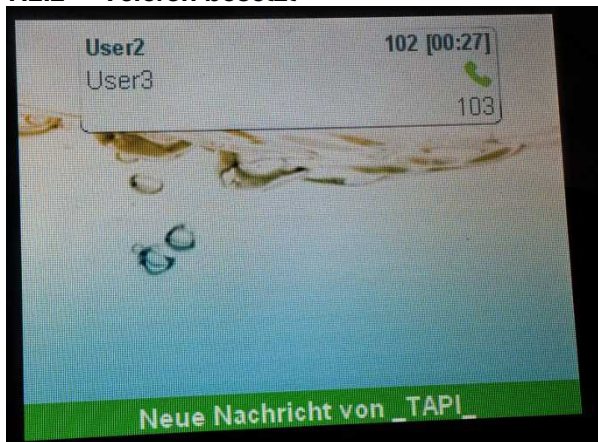 User2 102 [00:27]
User3
103
Neue Nachricht von _TAPI_